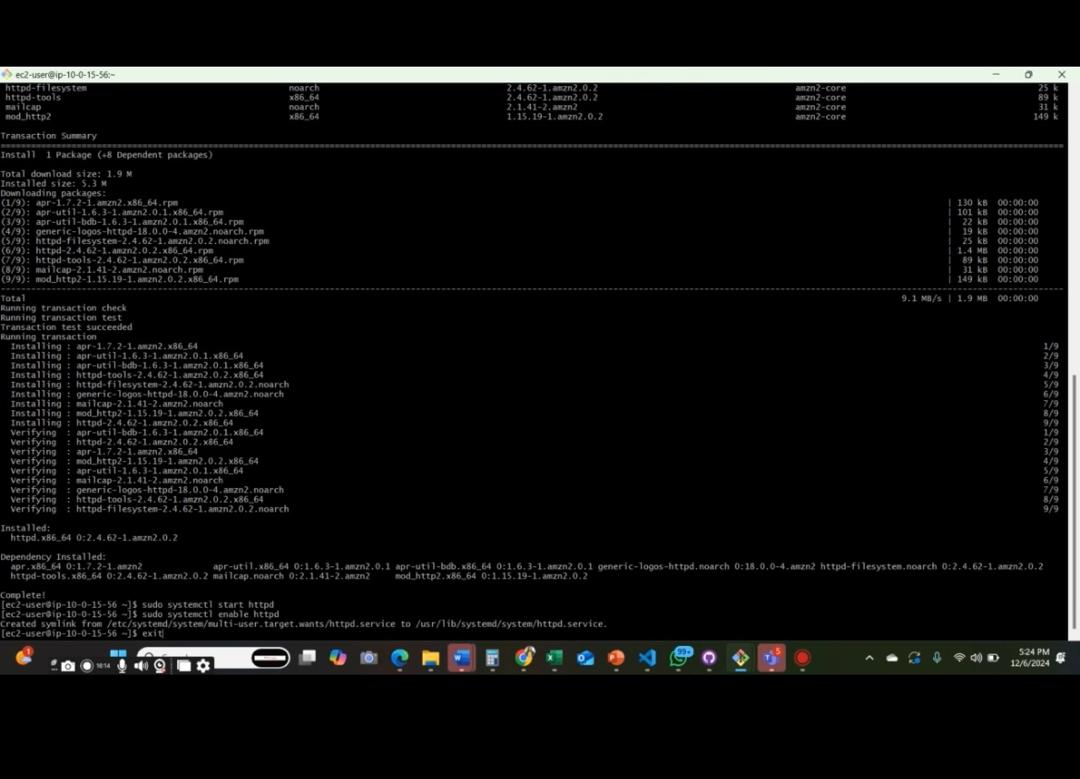 ec2-user@ip-10-0-15-56:~
httpd-filesystem noarch 2.4.62-1.amzn2.0.2 amzn2-core 25 k
httpd-tools x86_64 2.4.62-1.amzn2.0.2 amzn2-core 89 k
mailcap noarch 2.1.41-2.amzn2 amzn2-core 31 k
mod_http2 x86_64 1.15.19-1.amzn2.0.2 amzn2-core 149 k
Transaction Summary
Install 1 Package (+8 Dependent packages)
Total download size: 1.9 M
Installed size: 5.3 M
Downloading packages:
(1/9): apr-1.7.2-1.amzn2.x86_64.rpm | 130 kB 00:00:00
(2/9): apr-util-1.6.3-1.amzn2.0.1.x86_64.rpm | 101 kB 00:00:00
(3/9): apr-util-bdb-1.6.3-1.amzn2.0.1.x86_64.rpm | 22 kB 00:00:00
(4/9): generic-logos-httpd-18.0.0-4.amzn2.noarch.rpm | 19 kB 00:00:00
(5/9): httpd-filesystem-2.4.62-1.amzn2.0.2.noarch.rpm | 25 kB 00:00:00
(6/9): httpd-2.4.62-1.amzn2.0.2.x86_64.rpm | 1.4 MB 00:00:00
(7/9): httpd-tools-2.4.62-1.amzn2.0.2.x86_64.rpm | 89 kB 00:00:00
(8/9): mailcap-2.1.41-2.amzn2.noarch.rpm | 31 kB 00:00:00
(9/9): mod_http2-1.15.19-1.amzn2.0.2.x86_64.rpm | 149 kB 00:00:00
Total 9.1 MB/s | 1.9 MB 00:00:00
Running transaction check
Running transaction test
Transaction test succeeded
Running transaction
Installing : apr-1.7.2-1.amzn2.x86_64 1/9
Installing : apr-util-1.6.3-1.amzn2.0.1.x86_64 2/9
Installing : apr-util-bdb-1.6.3-1.amzn2.0.1.x86_64 3/9
Installing : httpd-tools-2.4.62-1.amzn2.0.2.x86_64 4/9
Installing : httpd-filesystem-2.4.62-1.amzn2.0.2.noarch 5/9
Installing : generic-logos-httpd-18.0.0-4.amzn2.noarch 6/9
Installing : mailcap-2.1.41-2.amzn2.noarch 7/9
Installing : mod_http2-1.15.19-1.amzn2.0.2.x86_64 8/9
Installing : httpd-2.4.62-1.amzn2.0.2.x86_64 9/9
Verifying : apr-util-bdb-1.6.3-1.amzn2.0.1.x86_64 1/9
Verifying : httpd-2.4.62-1.amzn2.0.2.x86_64 2/9
Verifying : apr-1.7.2-1.amzn2.x86_64 3/9
Verifying : mod_http2-1.15.19-1.amzn2.0.2.x86_64 4/9
Verifying : apr-util-1.6.3-1.amzn2.0.1.x86_64 5/9
Verifying : mailcap-2.1.41-2.amzn2.noarch 6/9
Verifying : generic-logos-httpd-18.0.0-4.amzn2.noarch 7/9
Verifying : httpd-tools-2.4.62-1.amzn2.0.2.x86_64 8/9
Verifying : httpd-filesystem-2.4.62-1.amzn2.0.2.noarch 9/9
Installed:
httpd.x86_64 0:2.4.62-1.amzn2.0.2
Dependency Installed:
apr.x86_64 0:1.7.2-1.amzn2 apr-util.x86_64 0:1.6.3-1.amzn2.0.1 apr-util-bdb.x86_64 0:1.6.3-1.amzn2.0.1 generic-logos-httpd.noarch 0:18.0.0-4.amzn2 httpd-filesystem.noarch 0:2.4.62-1.amzn2.0.2
httpd-tools.x86_64 0:2.4.62-1.amzn2.0.2 mailcap.noarch 0:2.1.41-2.amzn2 mod_http2.x86_64 0:1.15.19-1.amzn2.0.2
Complete!
[ec2-user@ip-10-0-15-56 ~]$ sudo systemctl start httpd
[ec2-user@ip-10-0-15-56 ~]$ sudo systemctl enable httpd
Created symlink from /etc/systemd/system/multi-user.target.wants/httpd.service to /usr/lib/systemd/system/httpd.service.
[ec2-user@ip-10-0-15-56 ~]$ exit
1
16:14
99+
5
5:24 PM
12/6/2024